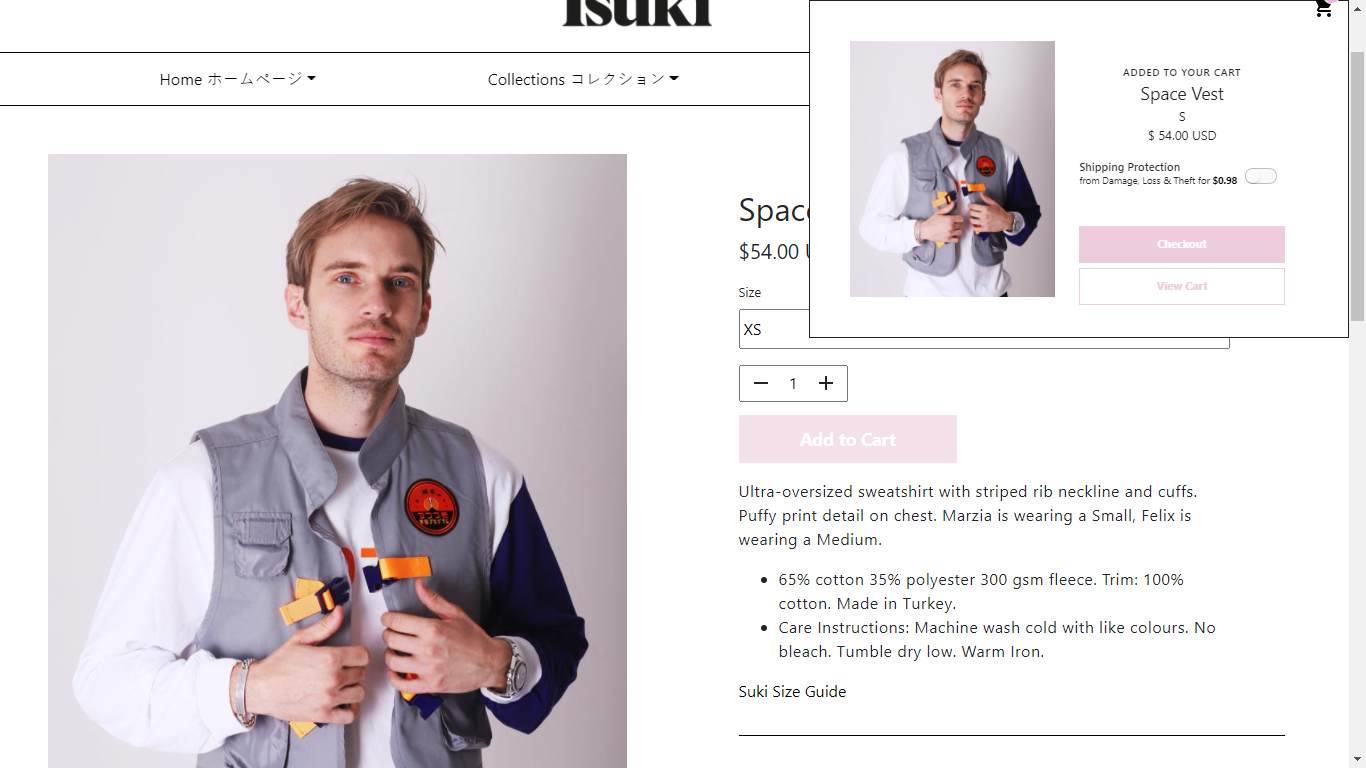 Tsuki
Home ホームページ
Collections コレクション
ADDED TO YOUR CART
Space Vest
S
$ 54.00 USD
Shipping Protection
from Damage, Loss & Theft for $0.98
Checkout
View Cart
$54.00
Size
XS
1
Add to Cart
Ultra-oversized sweatshirt with striped rib neckline and cuffs.
Puffy print detail on chest. Marzia is wearing a Small, Felix is
wearing a Medium.
65% cotton 35% polyester 300 gsm fleece. Trim: 100%
cotton. Made in Turkey.
Care Instructions: Machine wash cold with like colours. No
bleach. Tumble dry low. Warm Iron.
Suki Size Guide